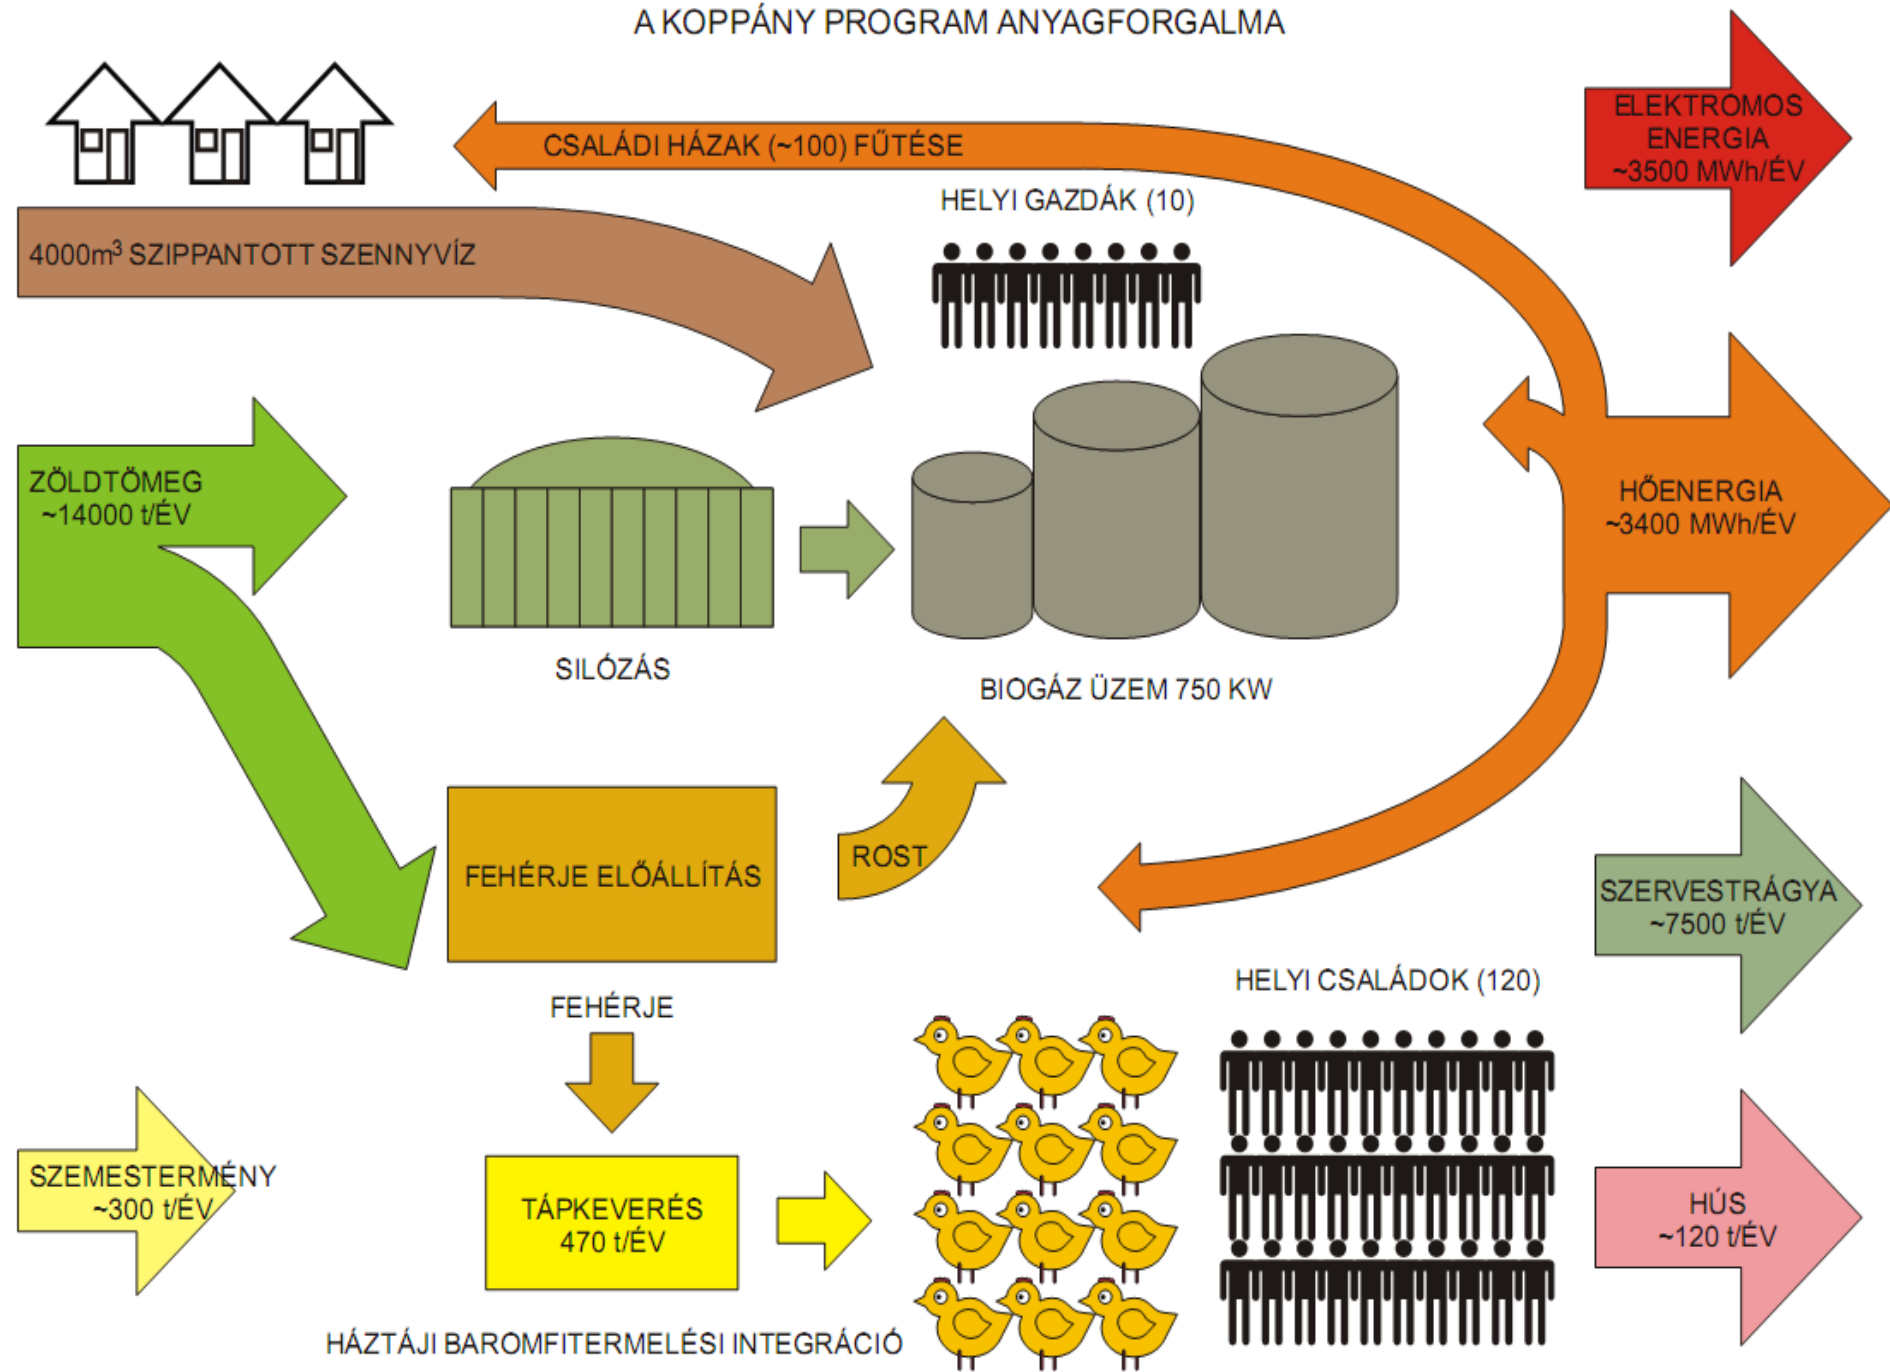 A KOPPÁNY PROGRAM ANYAGFORGALMA
ELEKTROMOS
ENERGIA
~3500 MWh/ÉV
CSALÁDI HÁZAK (~100) FŰTÉSE
HELYI GAZDÁK (10)
4000m³ SZIPPANTOTT SZENNYVÍZ
ZÖLDTÖMEG
~14000 t/ÉV
HŐENERGIA
~3400 MWh/ÉV
SILÓZÁS
BIOGÁZ ÜZEM 750 KW
FEHÉRJE ELŐÁLLÍTÁS
ROST
SZERVESTRÁGYA
~7500 t/ÉV
HELYI CSALÁDOK (120)
FEHÉRJE
SZEMESTERMÉNY
~300 t/ÉV
TÁPKEVERÉS
470 t/ÉV
HÚS
~120 t/ÉV
HÁZTÁJI BAROMFITERMELÉSI INTEGRÁCIÓ